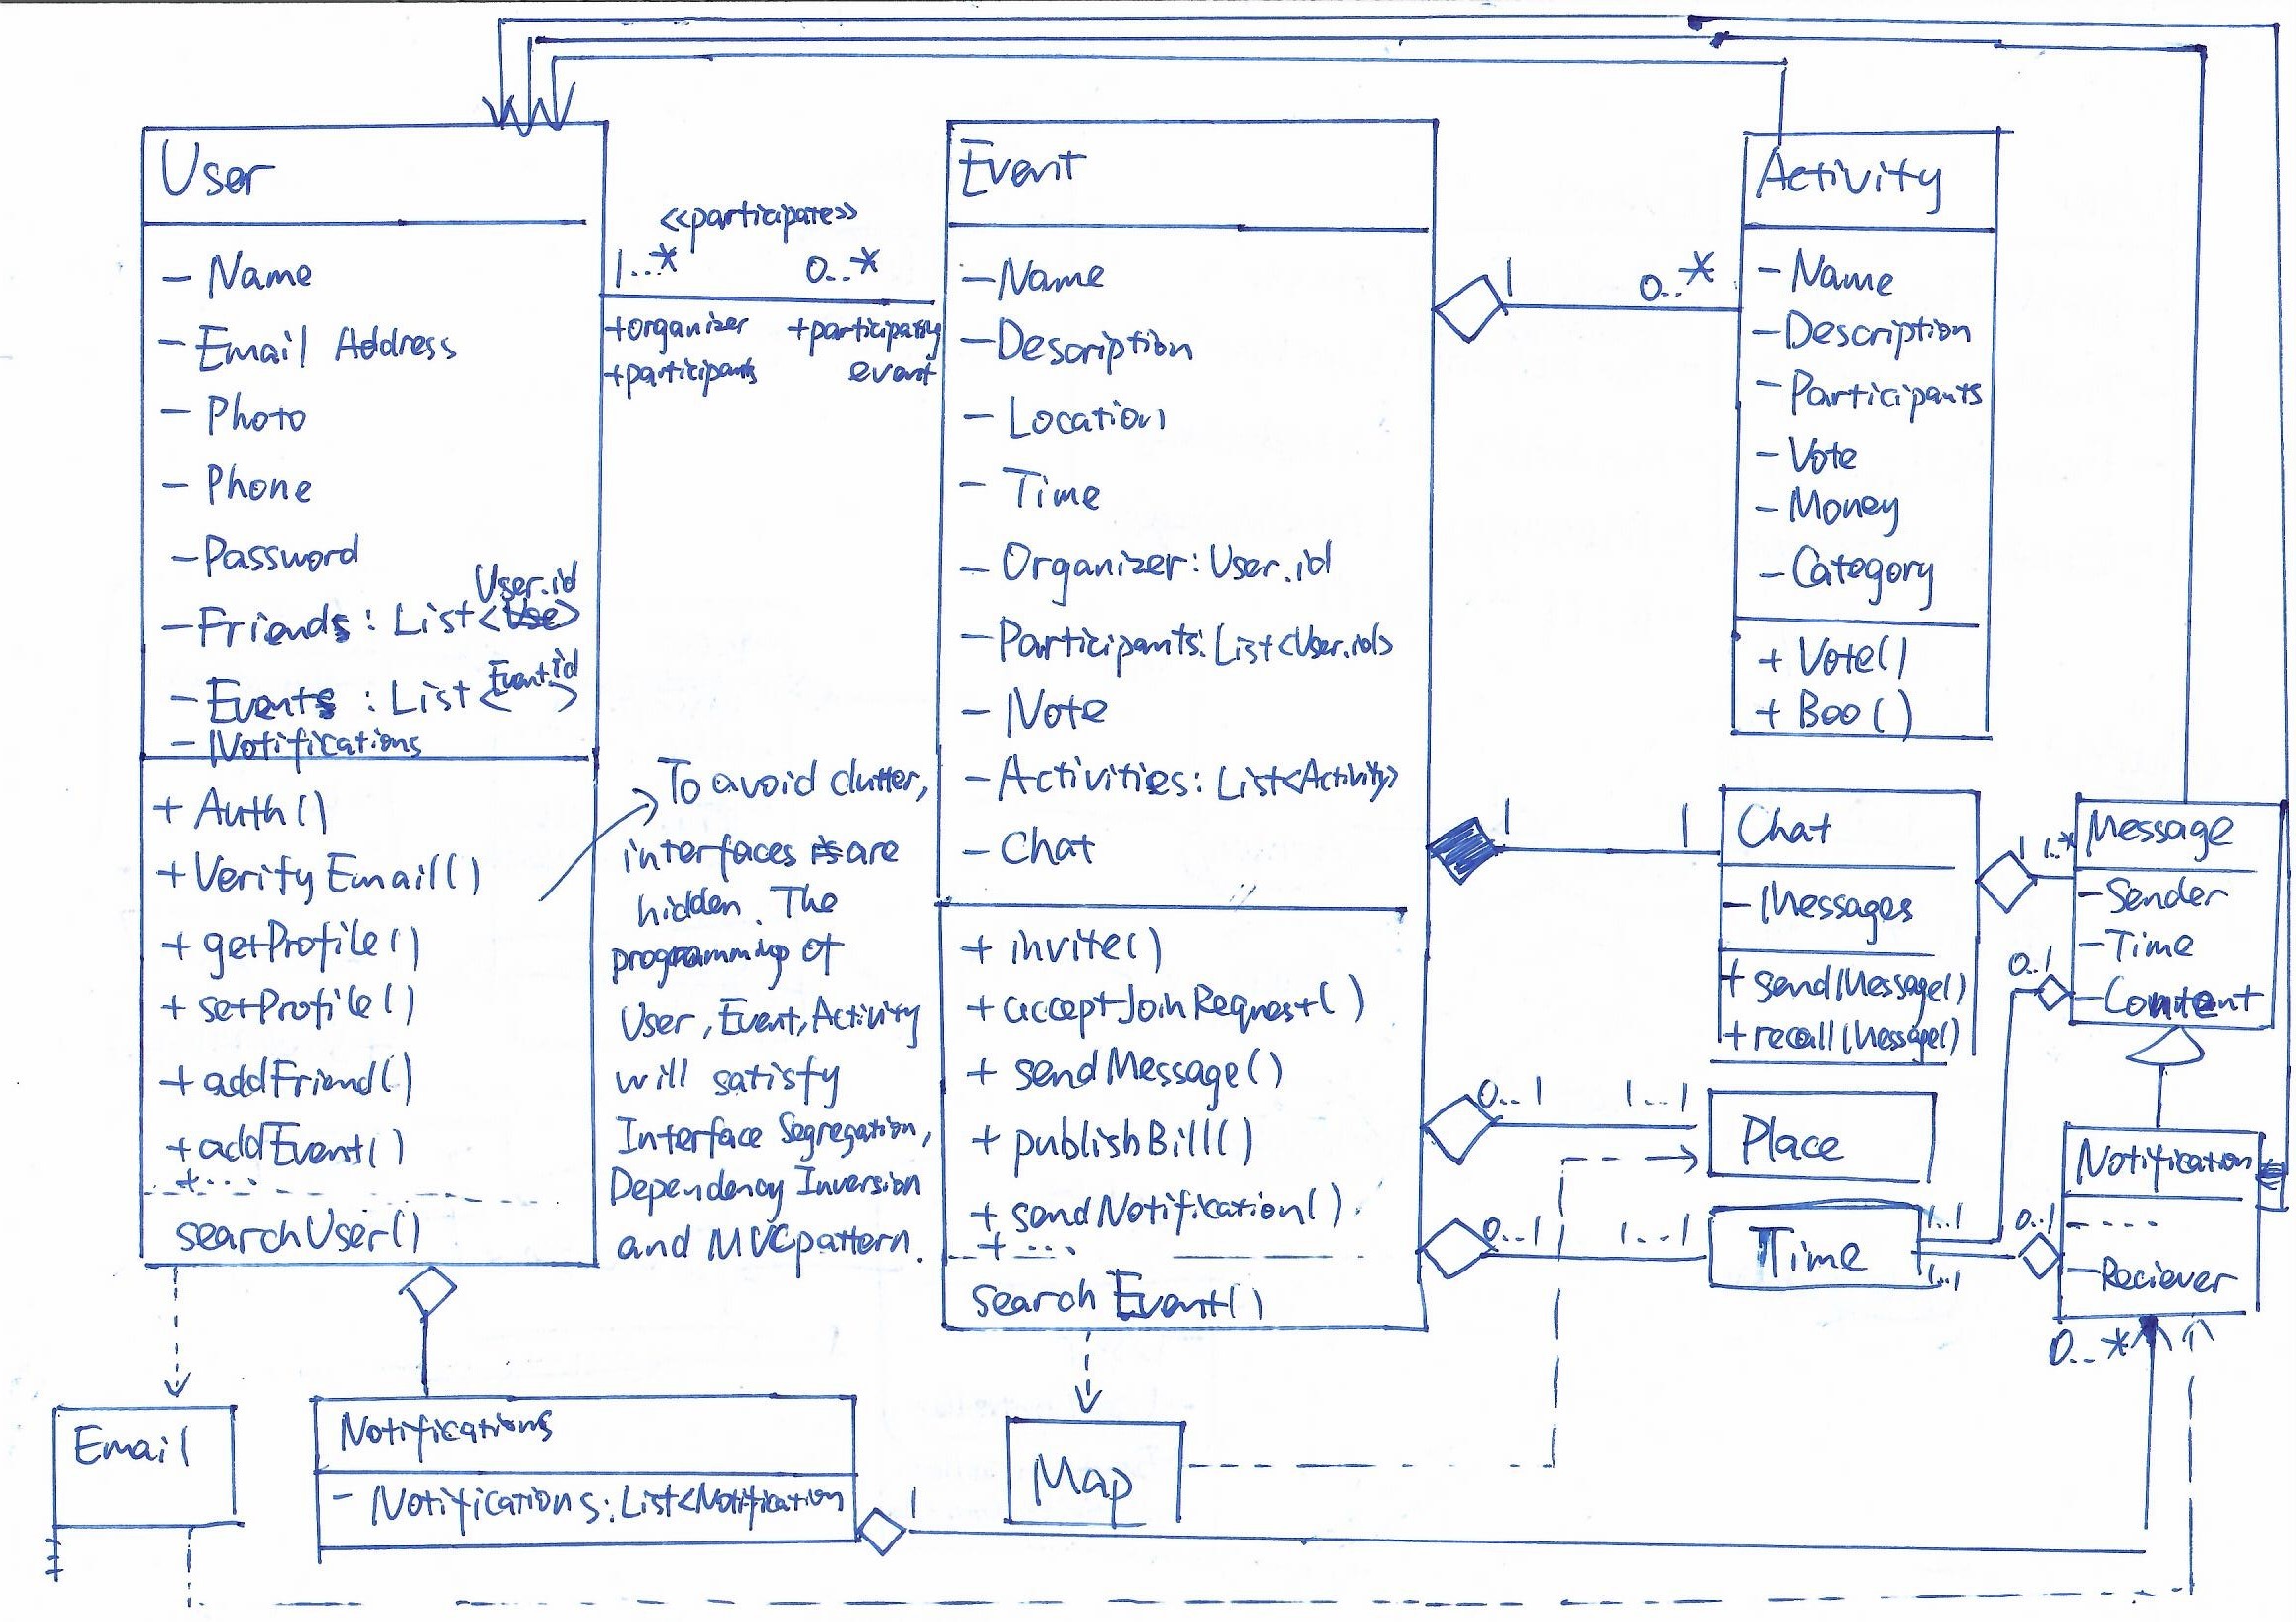 User
- Name
- Email Address
- Photo
- Phone
- Password
User.id
- Friends : List< >
Event.id
- Events : List< >
- Notifications
+ Auth()
+ Verify Email()
+ getProfile()
+ setProfile()
+ addFriend()
+ addEvent()
+ ...
searchUser()
<<participate>>
1..* 0..*
+organizer +participating
+participants event
To avoid clutter,
interfaces are
hidden. The
programming of
User, Event, Activity
will satisfy
Interface Segregation,
Dependency Inversion
and MVC pattern.
Event
- Name
- Description
- Location
- Time
- Organizer: User.id
- Participants: List<User.id>
- Note
- Activities: List<Activity>
- Chat
+ invite()
+ acceptJoinRequest()
+ sendMessage()
+ publishBill()
+ sendNotification()
+ ...
search Event()
1 0..*
Activity
- Name
- Description
- Participants
- Vote
- Money
- Category
+ Vote()
+ Boo()
1 1
Chat
- Messages
+ sendMessage()
+ recallMessage()
1 1..*
Message
- Sender
- Time
- Content
0..1
0..1 1..1
Place
0..1 1..1
Time
1..1 0..1
1..1
Notification
- ----
- Reciever
0..*
Email
Notifications
- Notifications: List<Notification
1
Map